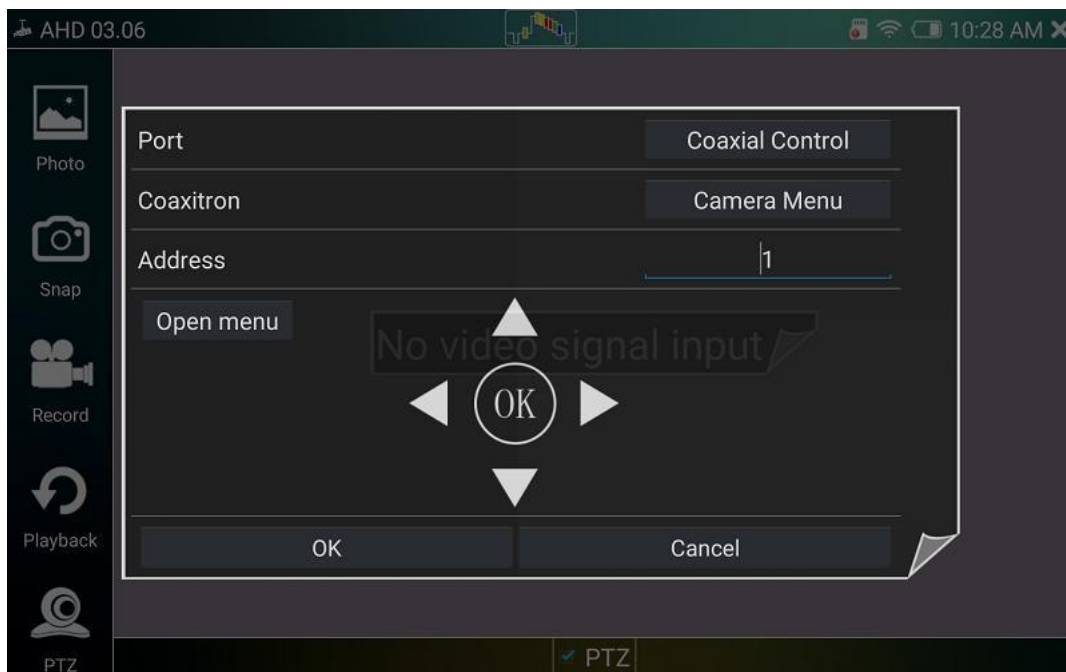 AHD 03.06
10:28 AM
Photo
Snap
Record
Playback
PTZ
Port
Coaxial Control
Coaxitron
Camera Menu
Address
1
Open menu
No video signal input
OK
OK
Cancel
PTZ